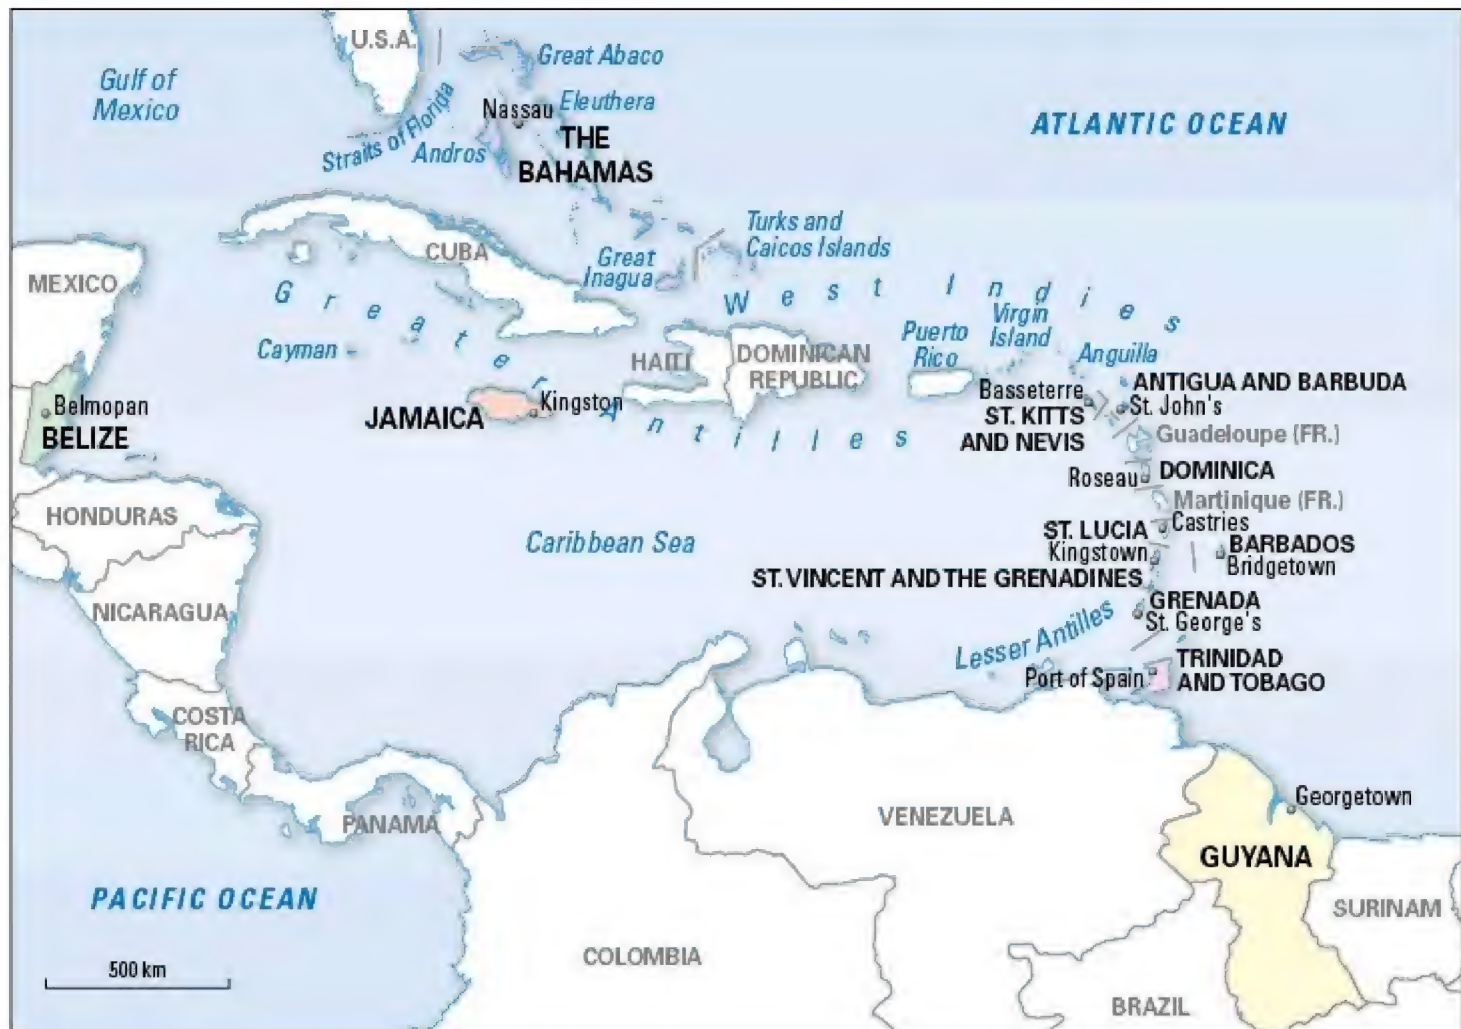 U.S.A.
Great Abaco
Gulf of
Mexico
Nassau
Eleuthera
ATLANTIC OCEAN
Straits of Florida
Andros
THE
BAHAMAS
Turks and
Caicos Islands
CUBA
Great
Inagua
MEXICO
West Indies
Greater Antilles
Virgin
Island
Puerto
Rico
Cayman
HAITI
DOMINICAN
REPUBLIC
Anguilla
Basseterre
ANTIGUA AND BARBUDA
Belmopan
BELIZE
JAMAICA
Kingston
St. John's
ST. KITTS
AND NEVIS
Guadeloupe (FR.)
Roseau
DOMINICA
Martinique (FR.)
HONDURAS
Caribbean Sea
ST. LUCIA
Castries
Kingstown
BARBADOS
Bridgetown
ST. VINCENT AND THE GRENADINES
NICARAGUA
GRENADA
St. George's
Lesser Antilles
Port of Spain
TRINIDAD
AND TOBAGO
COSTA
RICA
PANAMA
VENEZUELA
Georgetown
GUYANA
PACIFIC OCEAN
SURINAM
COLOMBIA
500 km
BRAZIL